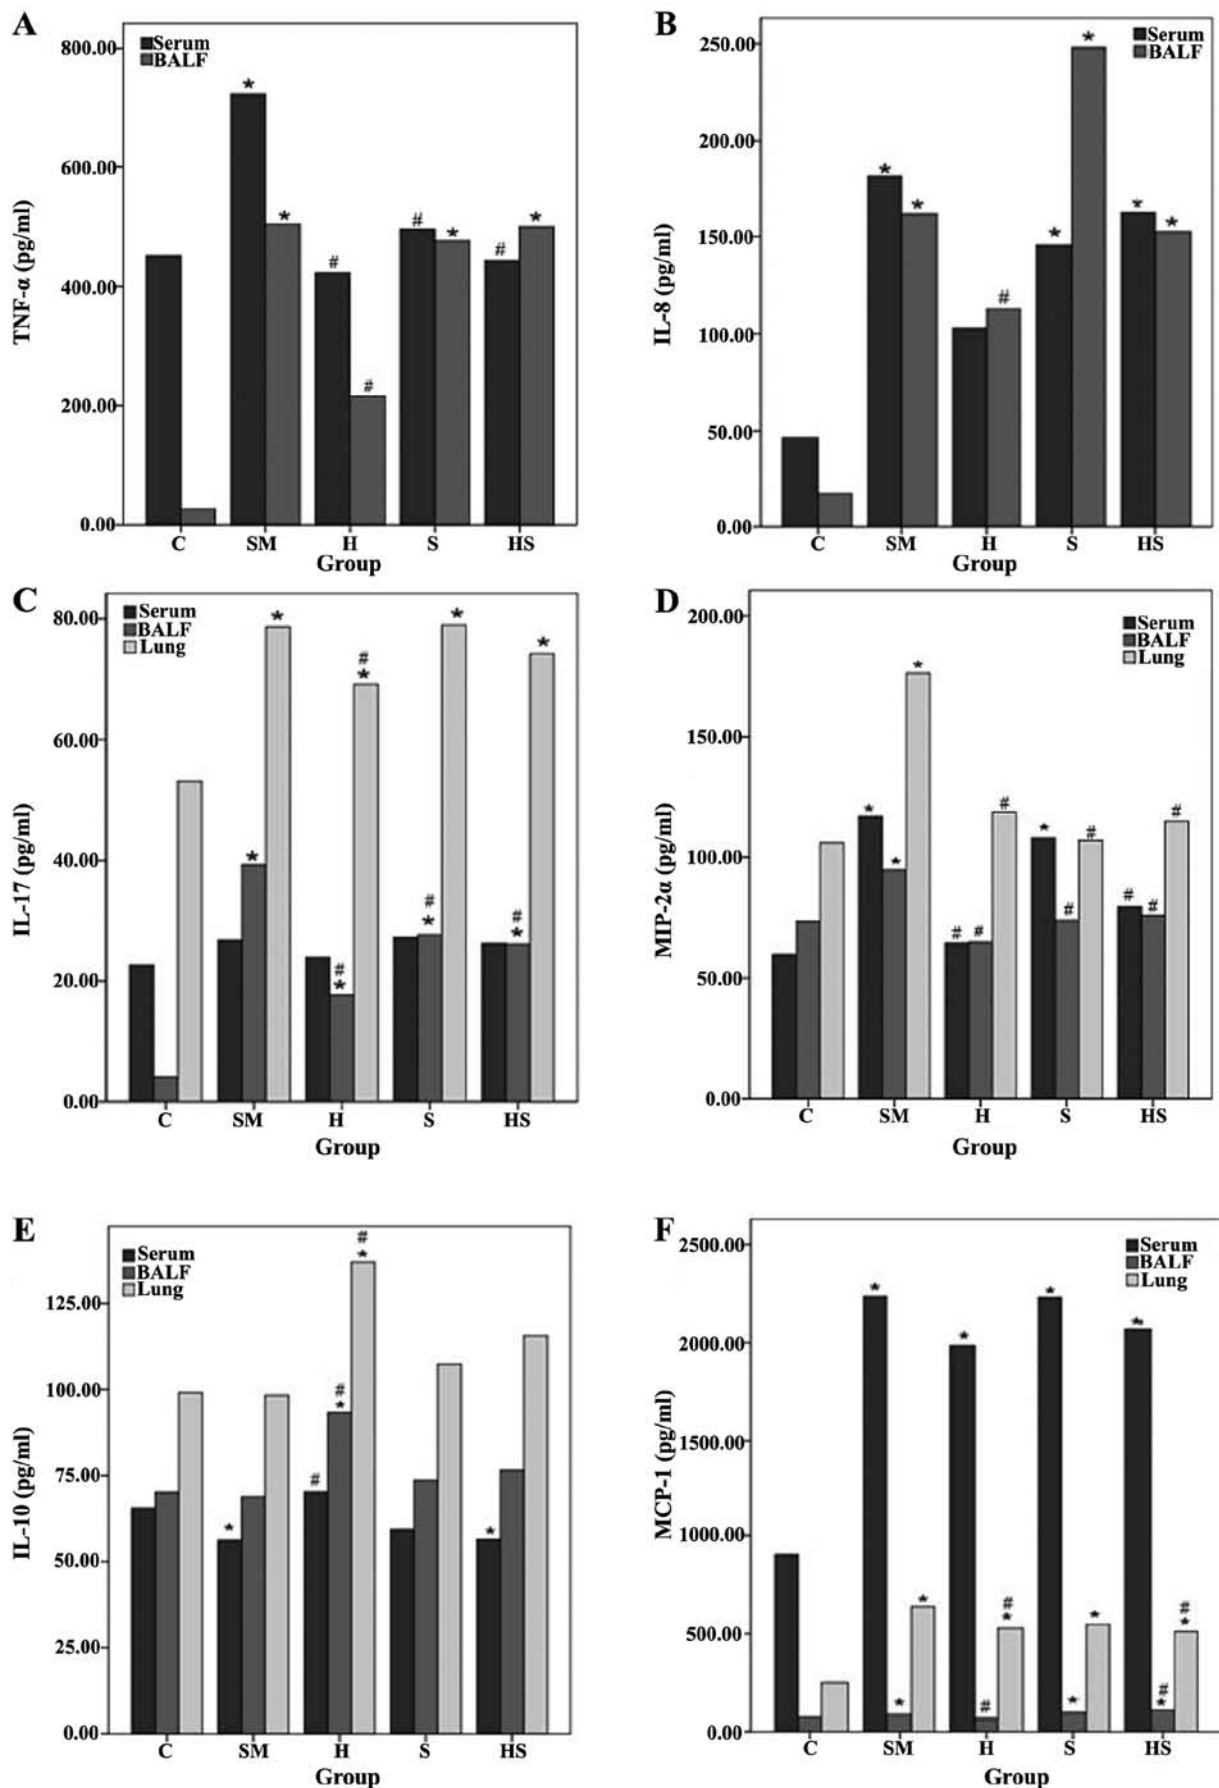 A
Serum
BALF
800.00
600.00
400.00
200.00
0.00
TNF-α (pg/ml)
*
*
#
#
#
*
#
*
C SM H S HS
Group
B
Serum
BALF
250.00
200.00
150.00
100.00
50.00
0.00
IL-8 (pg/ml)
*
*
#
*
*
*
*
C SM H S HS
Group
C
Serum
BALF
Lung
80.00
60.00
40.00
20.00
0.00
IL-17 (pg/ml)
*
*
#
*
#
*
#
*
*
#
*
*
C SM H S HS
Group
D
Serum
BALF
Lung
200.00
150.00
100.00
50.00
0.00
MIP-2α (pg/ml)
*
*
*
#
#
#
*
#
#
#
#
#
C SM H S HS
Group
E
Serum
BALF
Lung
125.00
100.00
75.00
50.00
25.00
0.00
IL-10 (pg/ml)
*
#
#
*
#
*
*
C SM H S HS
Group
F
Serum
BALF
Lung
2500.00
2000.00
1500.00
1000.00
500.00
0.00
MCP-1 (pg/ml)
*
*
*
*
#
#
*
*
*
*
*
#
*
#
*
C SM H S HS
Group